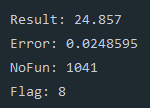 Result: 24.857
Error: 0.0248595
NoFun: 1041
Flag: 8